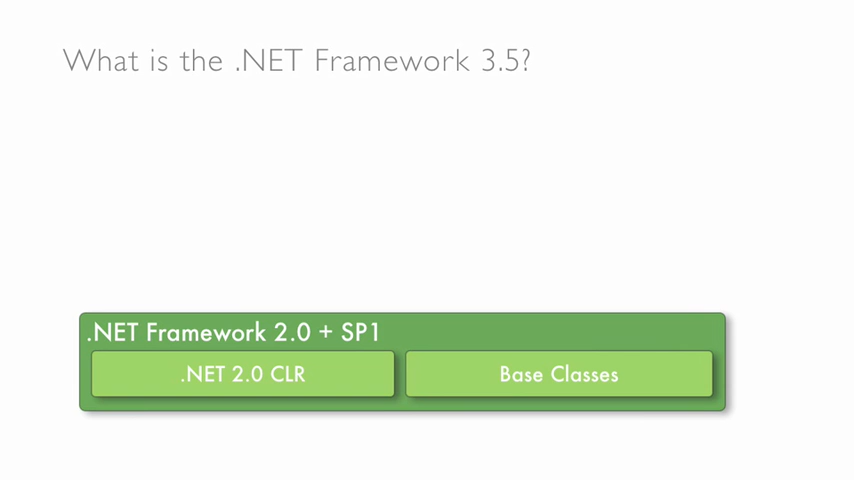 What is the .NET Framework 3.5?
.NET Framework 2.0 + SP1
.NET 2.0 CLR
Base Classes